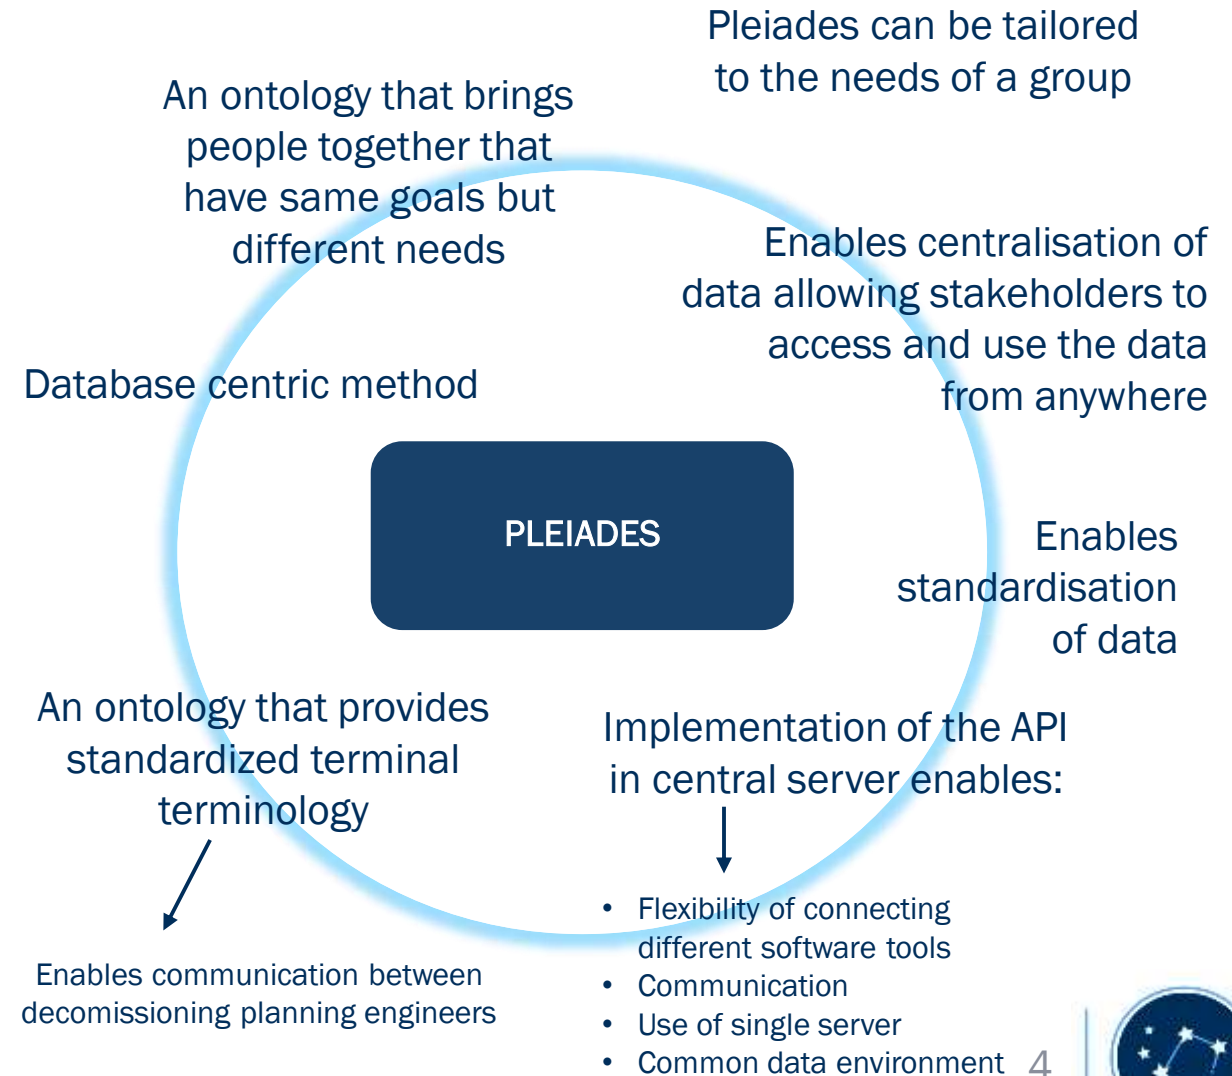 Pleiades can be tailored
to the needs of a group
An ontology that brings
people together that
have same goals but
different needs
Enables centralisation of
data allowing stakeholders to
access and use the data
from anywhere
Database centric method
PLEIADES
Enables
standardisation
of data
An ontology that provides
standardized terminal
terminology
Implementation of the API
in central server enables:
Enables communication between
decomissioning planning engineers
• Flexibility of connecting
different software tools
• Communication
• Use of single server
• Common data environment
4